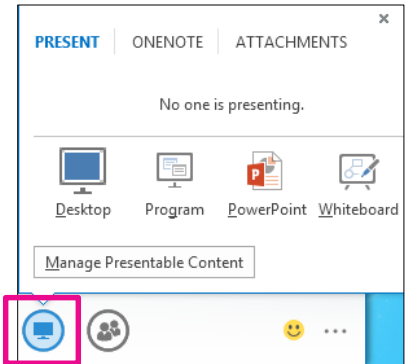 PRESENT ONENOTE ATTACHMENTS
No one is presenting.
Desktop Program PowerPoint Whiteboard
Manage Presentable Content